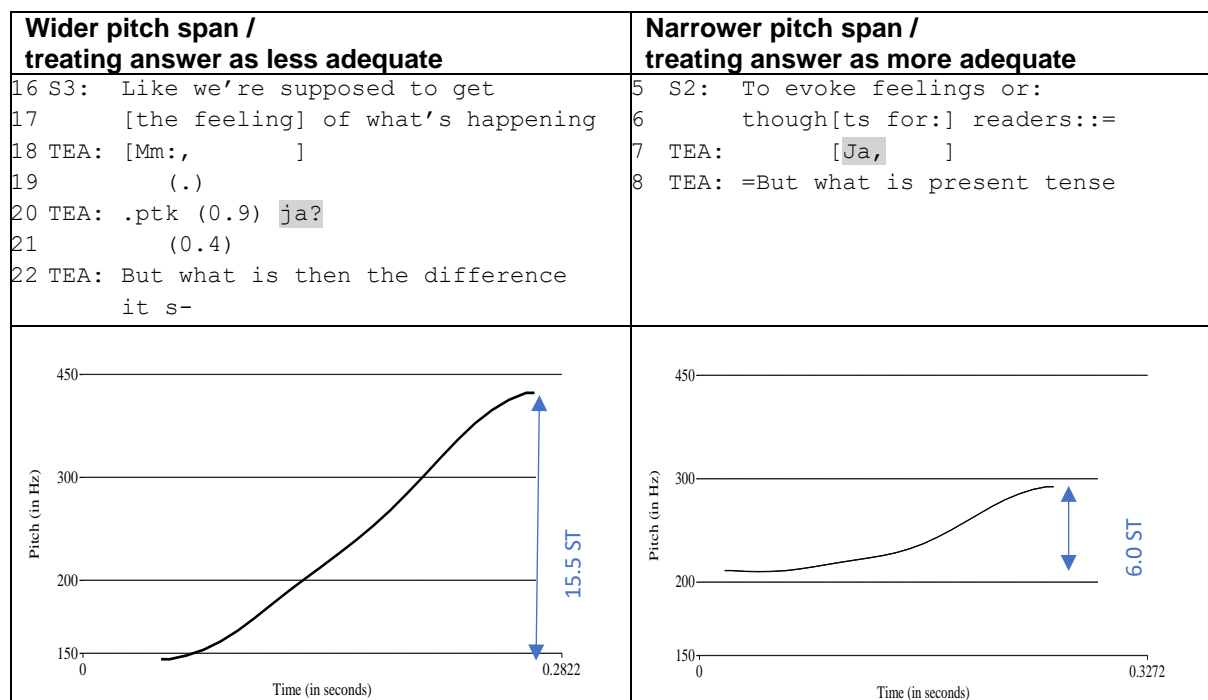 Wider pitch span /
treating answer as less adequate
16 S3: Like we're supposed to get
17 [the feeling] of what's happening
18 TEA: [Mm:, ]
19 (.)
20 TEA: .ptk (0.9) ja?
21 (0.4)
22 TEA: But what is then the difference
it s-
Narrower pitch span /
treating answer as more adequate
5 S2: To evoke feelings or:
6 though[ts for:] readers::=
7 TEA: [Ja, ]
8 TEA: =But what is present tense
450
300
200
150
Pitch (in Hz)
0
0.2822
Time (in seconds)
15.5 ST
450
300
200
150
Pitch (in Hz)
0
0.3272
Time (in seconds)
6.0 ST